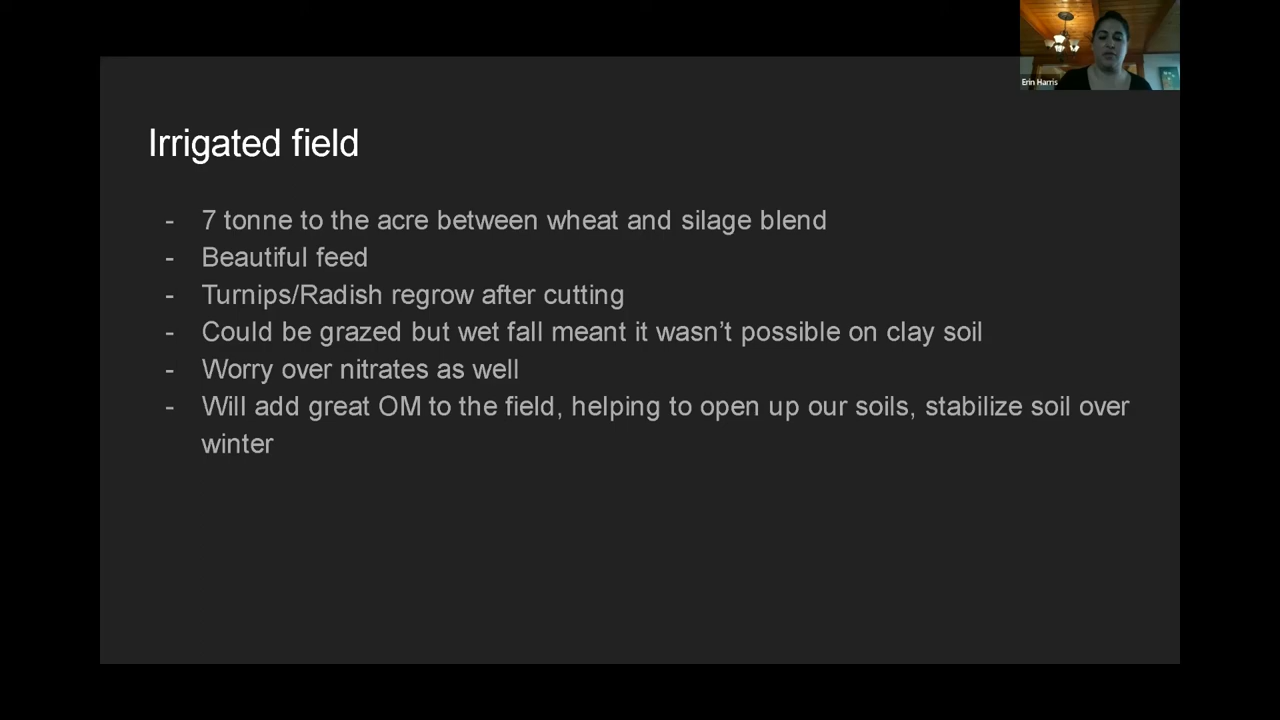 Erin Harris
Irrigated field
- 7 tonne to the acre between wheat and silage blend
- Beautiful feed
- Turnips/Radish regrow after cutting
- Could be grazed but wet fall meant it wasn’t possible on clay soil
- Worry over nitrates as well
- Will add great OM to the field, helping to open up our soils, stabilize soil over
winter